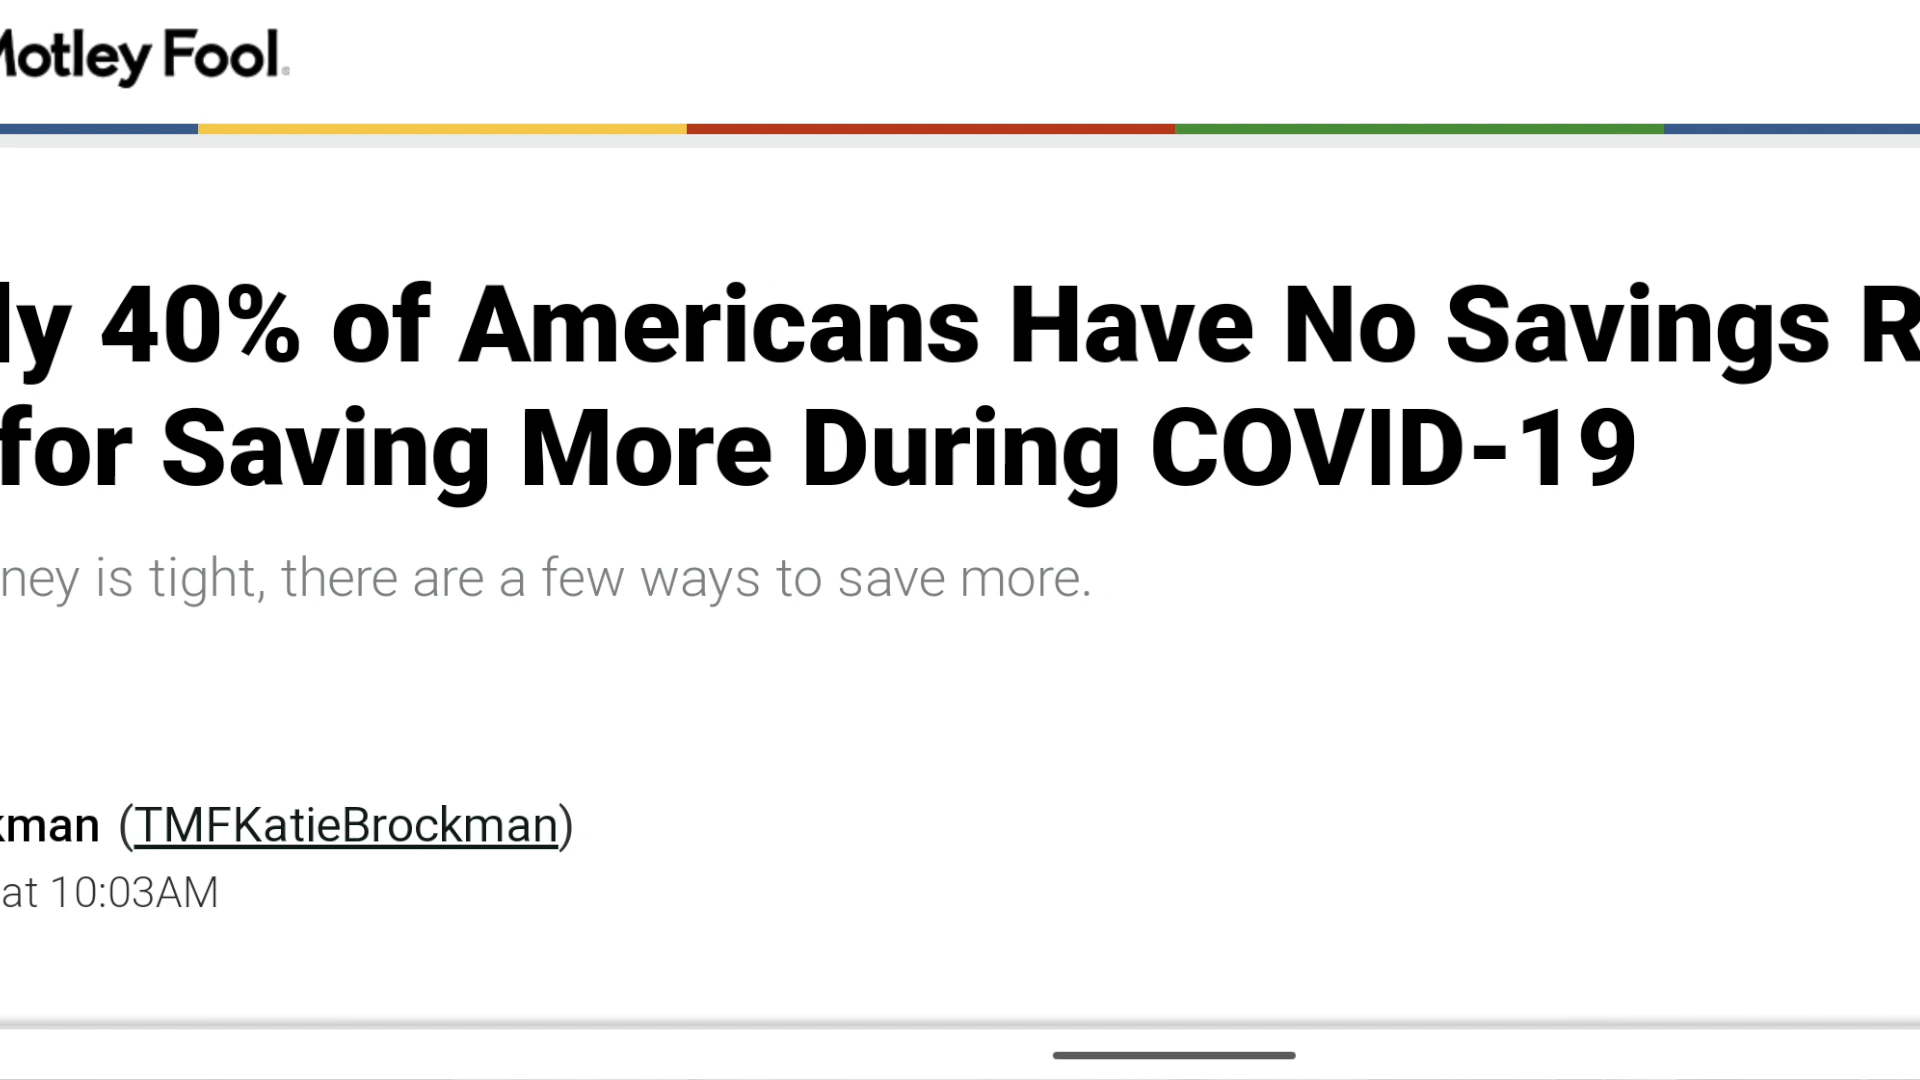 Motley Fool.
ly 40% of Americans Have No Savings R
for Saving More During COVID-19
ney is tight, there are a few ways to save more.
kman (TMFKatieBrockman)
at 10:03AM